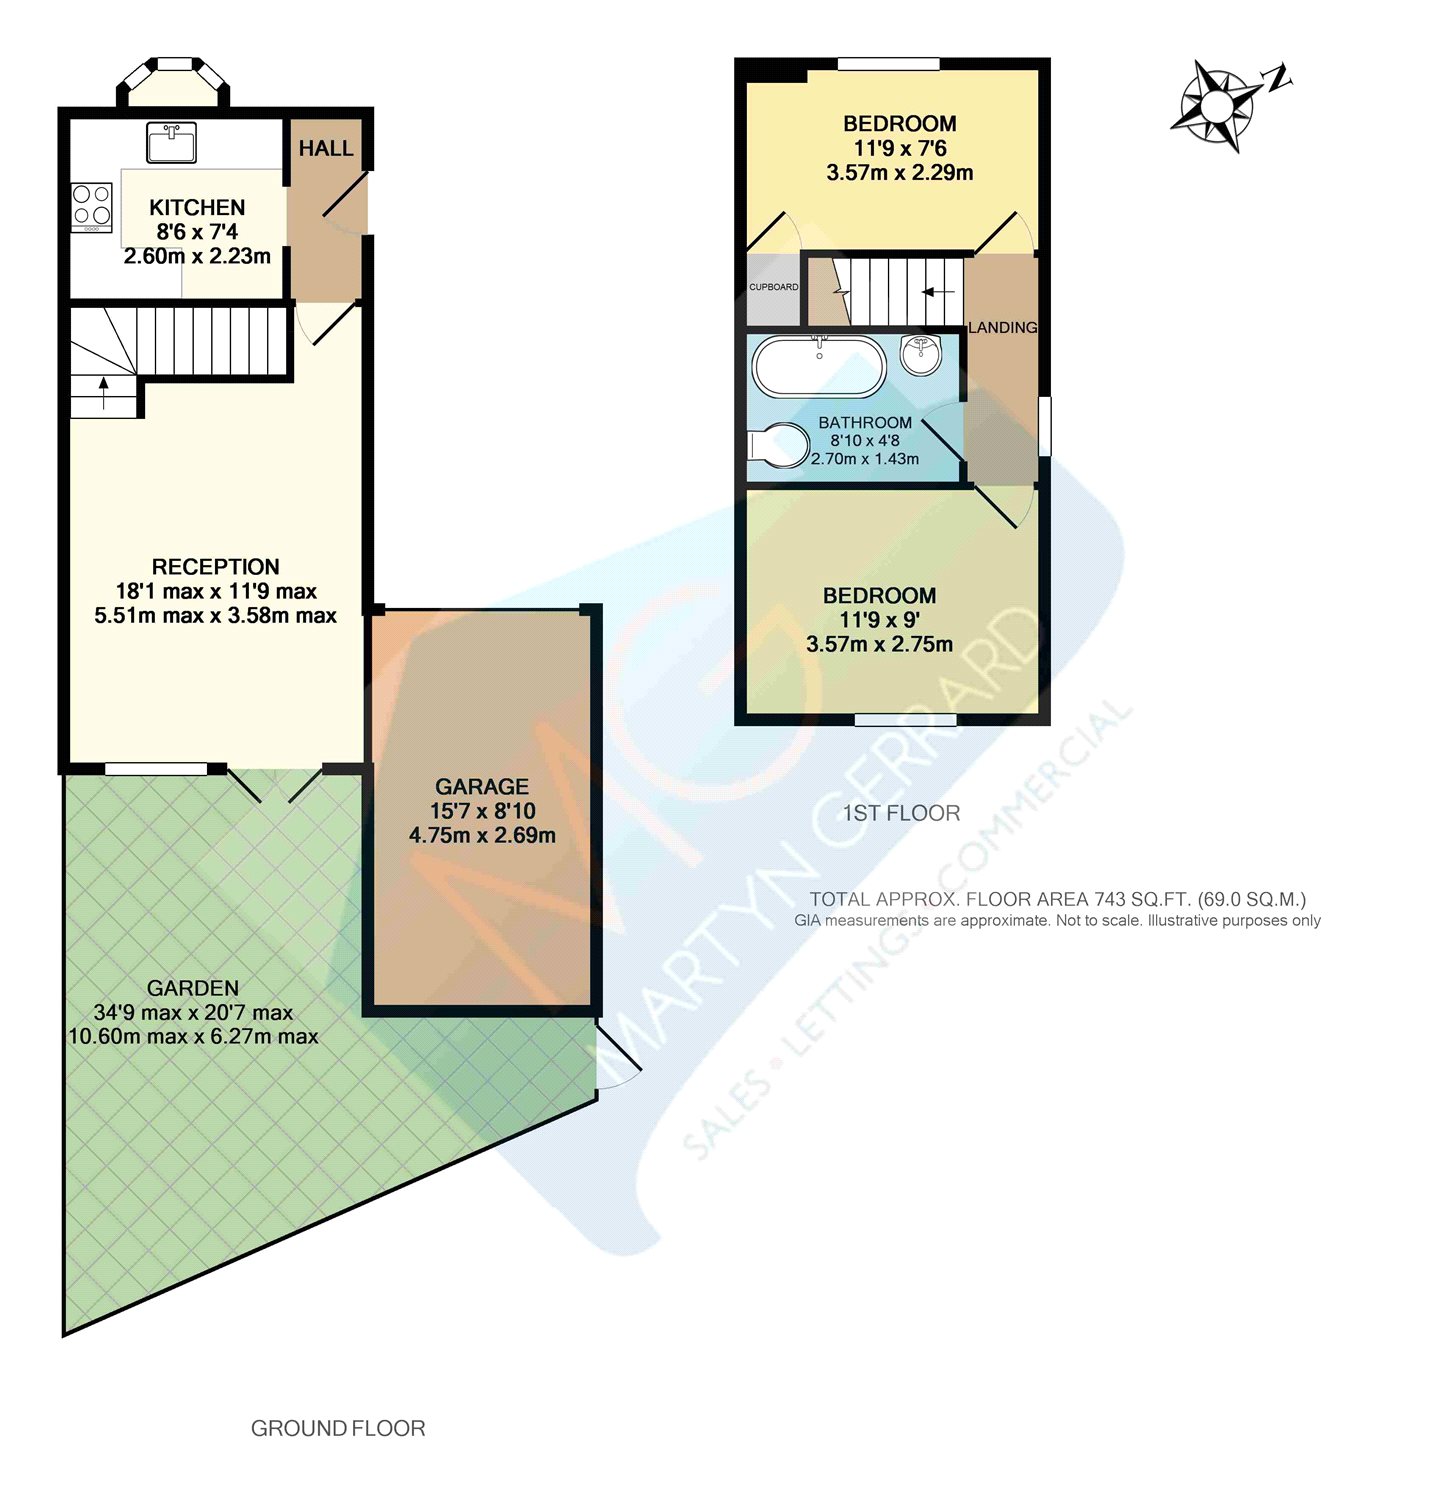 HALL
KITCHEN
8'6 x 7'4
2.60m x 2.23m
RECEPTION
18'1 max x 11'9 max
5.51m max x 3.58m max
GARAGE
15'7 x 8'10
4.75m x 2.69m
GARDEN
34'9 max x 20'7 max
10.60m max x 6.27m max
GROUND FLOOR
N
BEDROOM
11'9 x 7'6
3.57m x 2.29m
CUPBOARD
LANDING
BATHROOM
8'10 x 4'8
2.70m x 1.43m
BEDROOM
11'9 x 9'
3.57m x 2.75m
1ST FLOOR
TOTAL APPROX. FLOOR AREA 743 SQ.FT. (69.0 SQ.M.)
GIA measurements are approximate. Not to scale. Illustrative purposes only
MG
MARTYN GERRARD
SALES • LETTINGS • COMMERCIAL